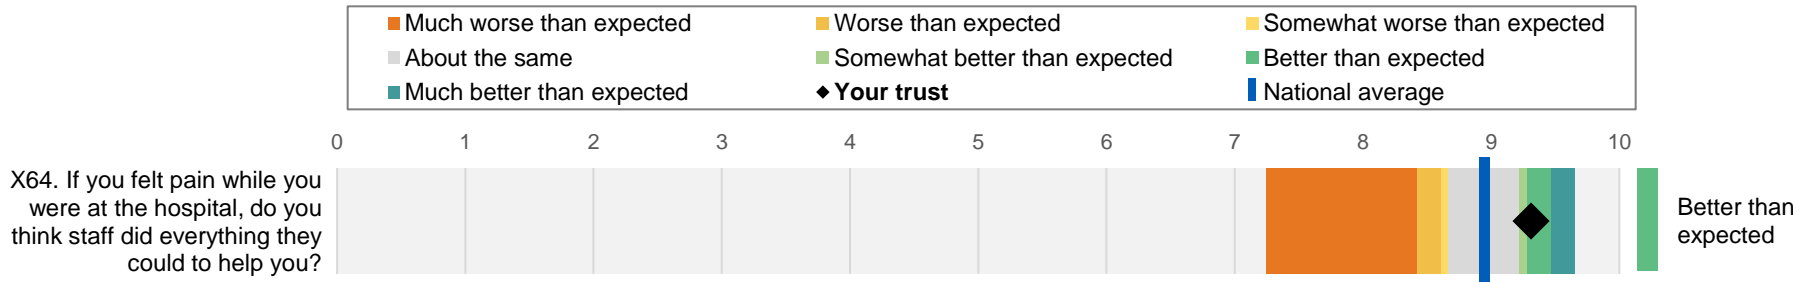 Much worse than expected
Worse than expected
Somewhat worse than expected
About the same
Somewhat better than expected
Better than expected
Much better than expected
Your trust
National average
0 1 2 3 4 5 6 7 8 9 10
X64. If you felt pain while you
were at the hospital, do you
think staff did everything they
could to help you?
Better than
expected